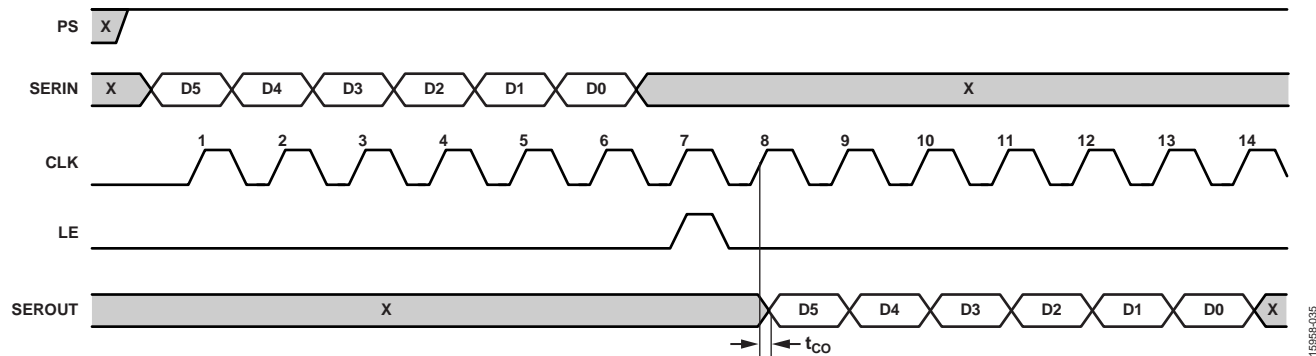 PS X
SERIN X D5 D4 D3 D2 D1 D0 X
1 2 3 4 5 6 7 8 9 10 11 12 13 14
CLK
LE
SEROUT X D5 D4 D3 D2 D1 D0 X
tCO
15958-035